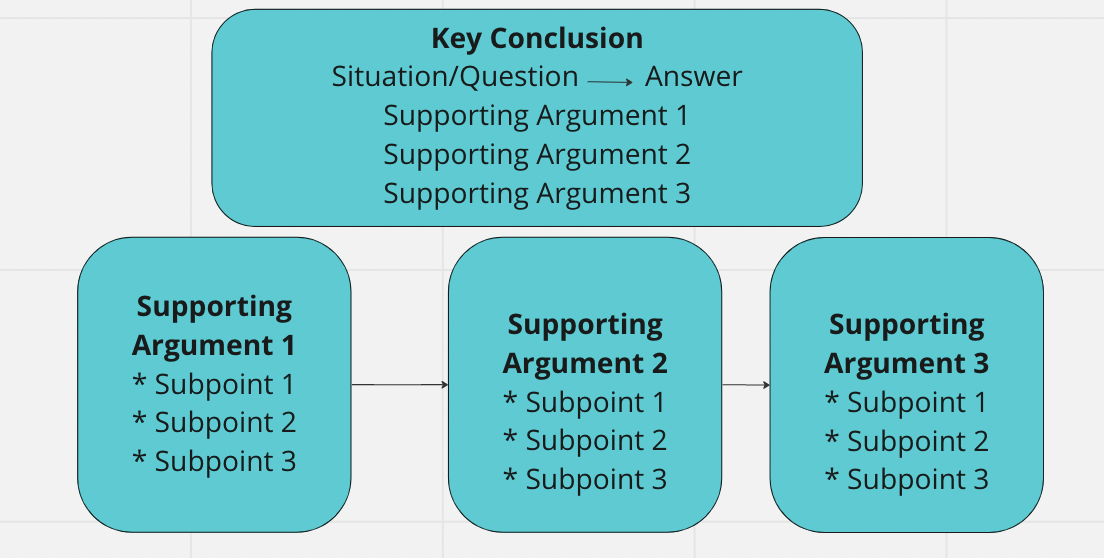 Key Conclusion
Situation/Question → Answer
Supporting Argument 1
Supporting Argument 2
Supporting Argument 3
Supporting
Argument 1
* Subpoint 1
* Subpoint 2
* Subpoint 3
Supporting
Argument 2
* Subpoint 1
* Subpoint 2
* Subpoint 3
Supporting
Argument 3
* Subpoint 1
* Subpoint 2
* Subpoint 3